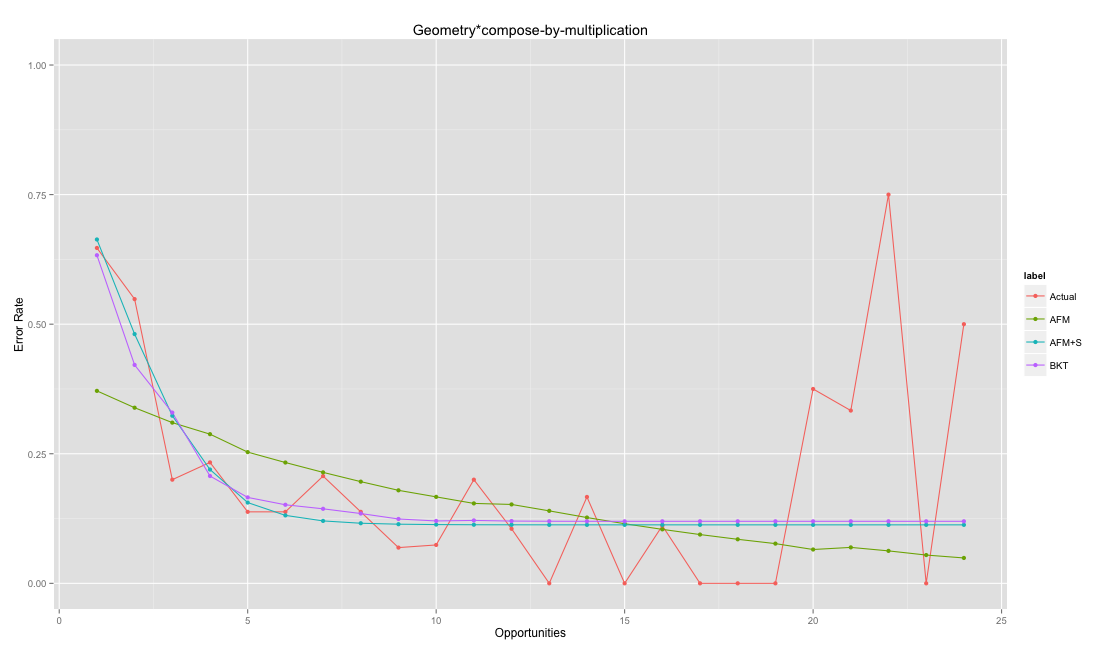 Geometry*compose-by-multiplication
1.00
0.75
0.50
0.25
0.00
Error Rate
0
5
10
15
20
25
Opportunities
label
Actual
AFM
AFM+S
BKT